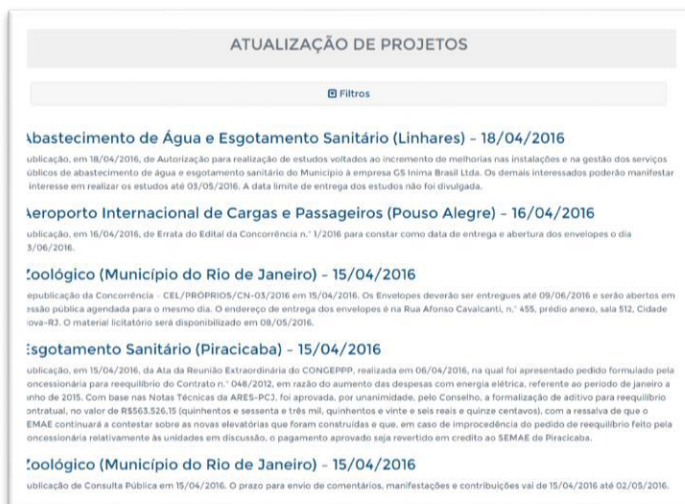 ATUALIZAÇÃO DE PROJETOS
Filtros
Abastecimento de Água e Esgotamento Sanitário (Linhares) - 18/04/2016
ublicação, em 18/04/2016, de Autorização para realização de estudos voltados ao incremento de melhorias nas instalações e na gestão dos serviços
úblicos de abastecimento de água e esgotamento sanitário do Município à empresa GS Inima Brasil Ltda. Os demais interessados poderão manifestar
interesse em realizar os estudos até 03/05/2016. A data limite de entrega dos estudos não foi divulgada.
Aeroporto Internacional de Cargas e Passageiros (Pouso Alegre) - 16/04/2016
ublicação, em 16/04/2016, de Errata do Edital da Concorrência n.º 1/2016 para constar como data de entrega e abertura dos envelopes o dia
3/06/2016.
Zoológico (Município do Rio de Janeiro) - 15/04/2016
epublicação da Concorrência - CEL/PRÓPRIOS/CN-03/2016 em 15/04/2016. Os Envelopes deverão ser entregues até 09/06/2016 e serão abertos em
essão pública agendada para o mesmo dia. O endereço de entrega dos envelopes é na Rua Afonso Cavalcanti, n.º 455, prédio anexo, sala 512, Cidade
ova-RJ. O material licitatório será disponibilizado em 08/05/2016.
Esgotamento Sanitário (Piracicaba) - 15/04/2016
ublicação, em 15/04/2016, da Ata da Reunião Extraordinária do CONGEPPP, realizada em 06/04/2016, na qual foi apresentado pedido formulado pela
oncessionária para reequilíbrio do Contrato n.º 048/2012, em razão do aumento das despesas com energia elétrica, referente ao período de janeiro a
nho de 2015. Com base nas Notas Técnicas da ARES-PCJ, foi aprovada, por unanimidade, pelo Conselho, a formalização de aditivo para reequilíbrio
ontratual, no valor de R$563.526,15 (quinhentos e sessenta e três mil, quinhentos e vinte e seis reais e quinze centavos), com a ressalva de que o
EMAE continuará a contestar sobre as novas elevatórias que foram construídas e que, em caso de improcedência do pedido de reequilíbrio feito pela
oncessionária relativamente às unidades em discussão, o pagamento aprovado seja revertido em credito ao SEMAE de Piracicaba.
Zoológico (Município do Rio de Janeiro) - 15/04/2016
ublicação de Consulta Pública em 15/04/2016. O prazo para envio de comentários, manifestações e contribuições vai de 15/04/2016 até 02/05/2016.